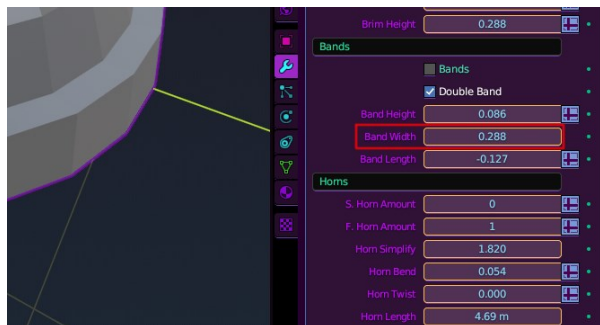 Brim Height 0.288
Bands
Bands
Double Band
Band Height 0.086
Band Width 0.288
Band Length -0.127
Horns
S. Horn Amount 0
F. Horn Amount 1
Horn Simplify 1.820
Horn Bend 0.054
Horn Twist 0.000
Horn Length 4.69 m